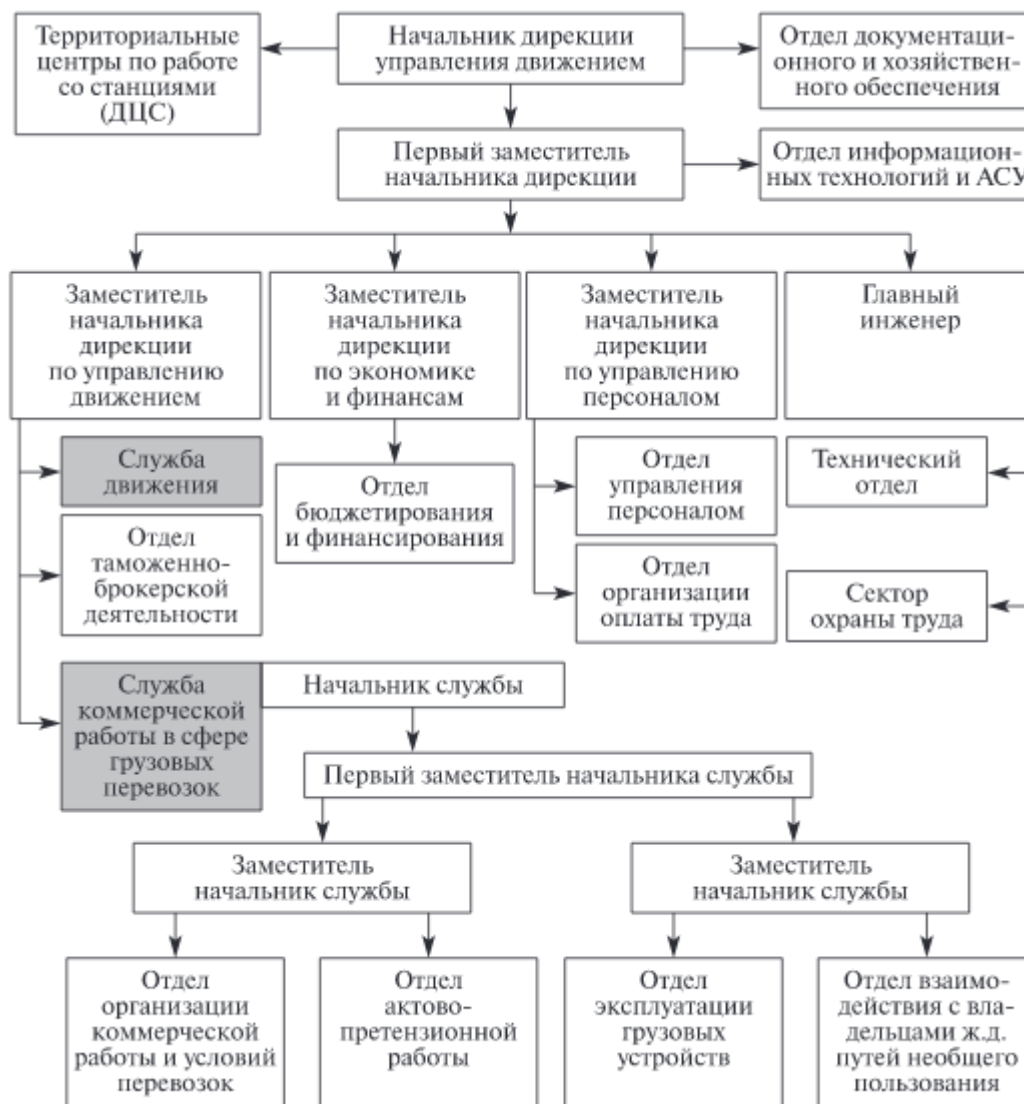 Территориальные
центры по работе
со станциями
(ДЦС)
Начальник дирекции
управления движением
Отдел документаци-
онного и хозяйствен-
ного обеспечения
Первый заместитель
начальника дирекции
Отдел информацион-
ных технологий и АСУ
Заместитель
начальника
дирекции
по управлению
движением
Заместитель
начальника
дирекции
по экономике
и финансам
Заместитель
начальника
дирекции
по управлению
персоналом
Главный
инженер
Служба
движения
Отдел
бюджетирования
и финансирования
Отдел
управления
персоналом
Технический
отдел
Отдел
таможенно-
брокерской
деятельности
Отдел
организации
оплаты труда
Сектор
охраны труда
Служба
коммерческой
работы в сфере
грузовых
перевозок
Начальник службы
Первый заместитель начальника службы
Заместитель
начальник службы
Заместитель
начальник службы
Отдел
организации
коммерческой
работы и условий
перевозок
Отдел
актово-
претензионной
работы
Отдел
эксплуатации
грузовых
устройств
Отдел взаимо-
действия с вла-
дельцами ж.д.
путей необщего
пользования